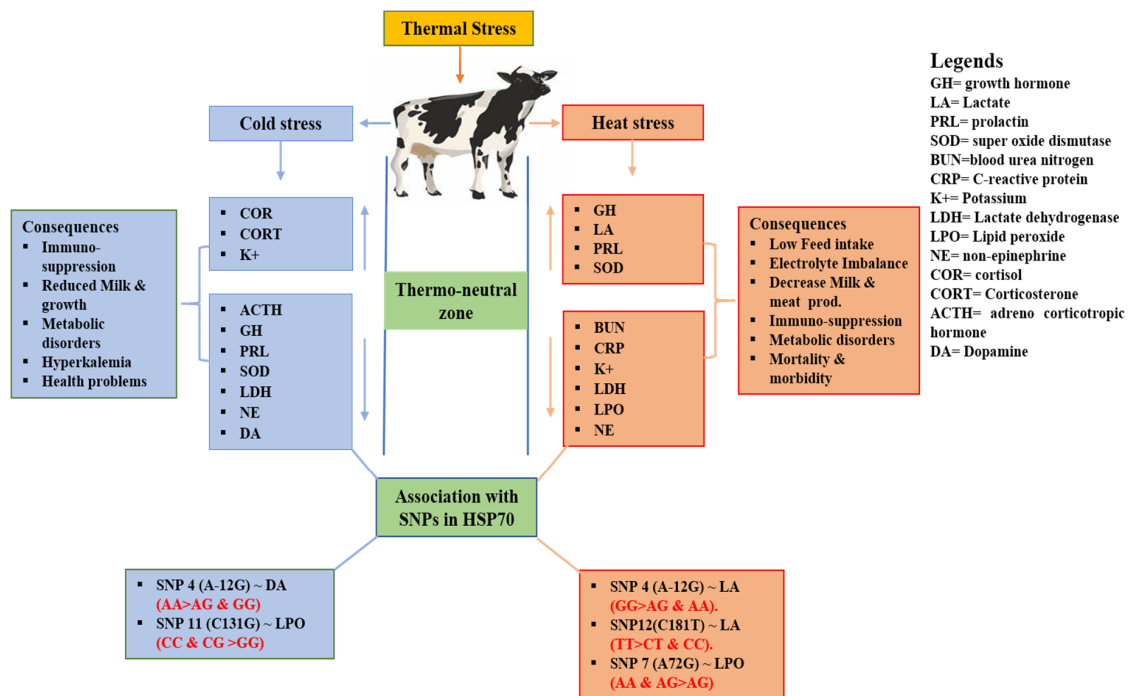 Thermal Stress
Cold stress
Heat stress
Consequences
▪ Immuno-
suppression
▪ Reduced Milk &
growth
▪ Metabolic
disorders
▪ Hyperkalemia
▪ Health problems
▪ COR
▪ CORT
▪ K+
▪ ACTH
▪ GH
▪ PRL
▪ SOD
▪ LDH
▪ NE
▪ DA
Thermo-neutral
zone
▪ GH
▪ LA
▪ PRL
▪ SOD
▪ BUN
▪ CRP
▪ K+
▪ LDH
▪ LPO
▪ NE
Consequences
▪ Low Feed intake
▪ Electrolyte Imbalance
▪ Decrease Milk &
meat prod.
▪ Immuno-suppression
▪ Metabolic disorders
▪ Mortality &
morbidity
Association with
SNPs in HSP70
▪ SNP 4 (A-12G) ~ DA
(AA>AG & GG)
▪ SNP 11 (C131G) ~ LPO
(CC & CG >GG)
▪ SNP 4 (A-12G) ~ LA
(GG>AG & AA).
▪ SNP12(C181T) ~ LA
(TT>CT & CC).
▪ SNP 7 (A72G) ~ LPO
(AA & AG>AG)
Legends
GH= growth hormone
LA= Lactate
PRL= prolactin
SOD= super oxide dismutase
BUN=blood urea nitrogen
CRP= C-reactive protein
K+= Potassium
LDH= Lactate dehydrogenase
LPO= Lipid peroxide
NE= non-epinephrine
COR= cortisol
CORT= Corticosterone
ACTH= adreno corticotropic
hormone
DA= Dopamine